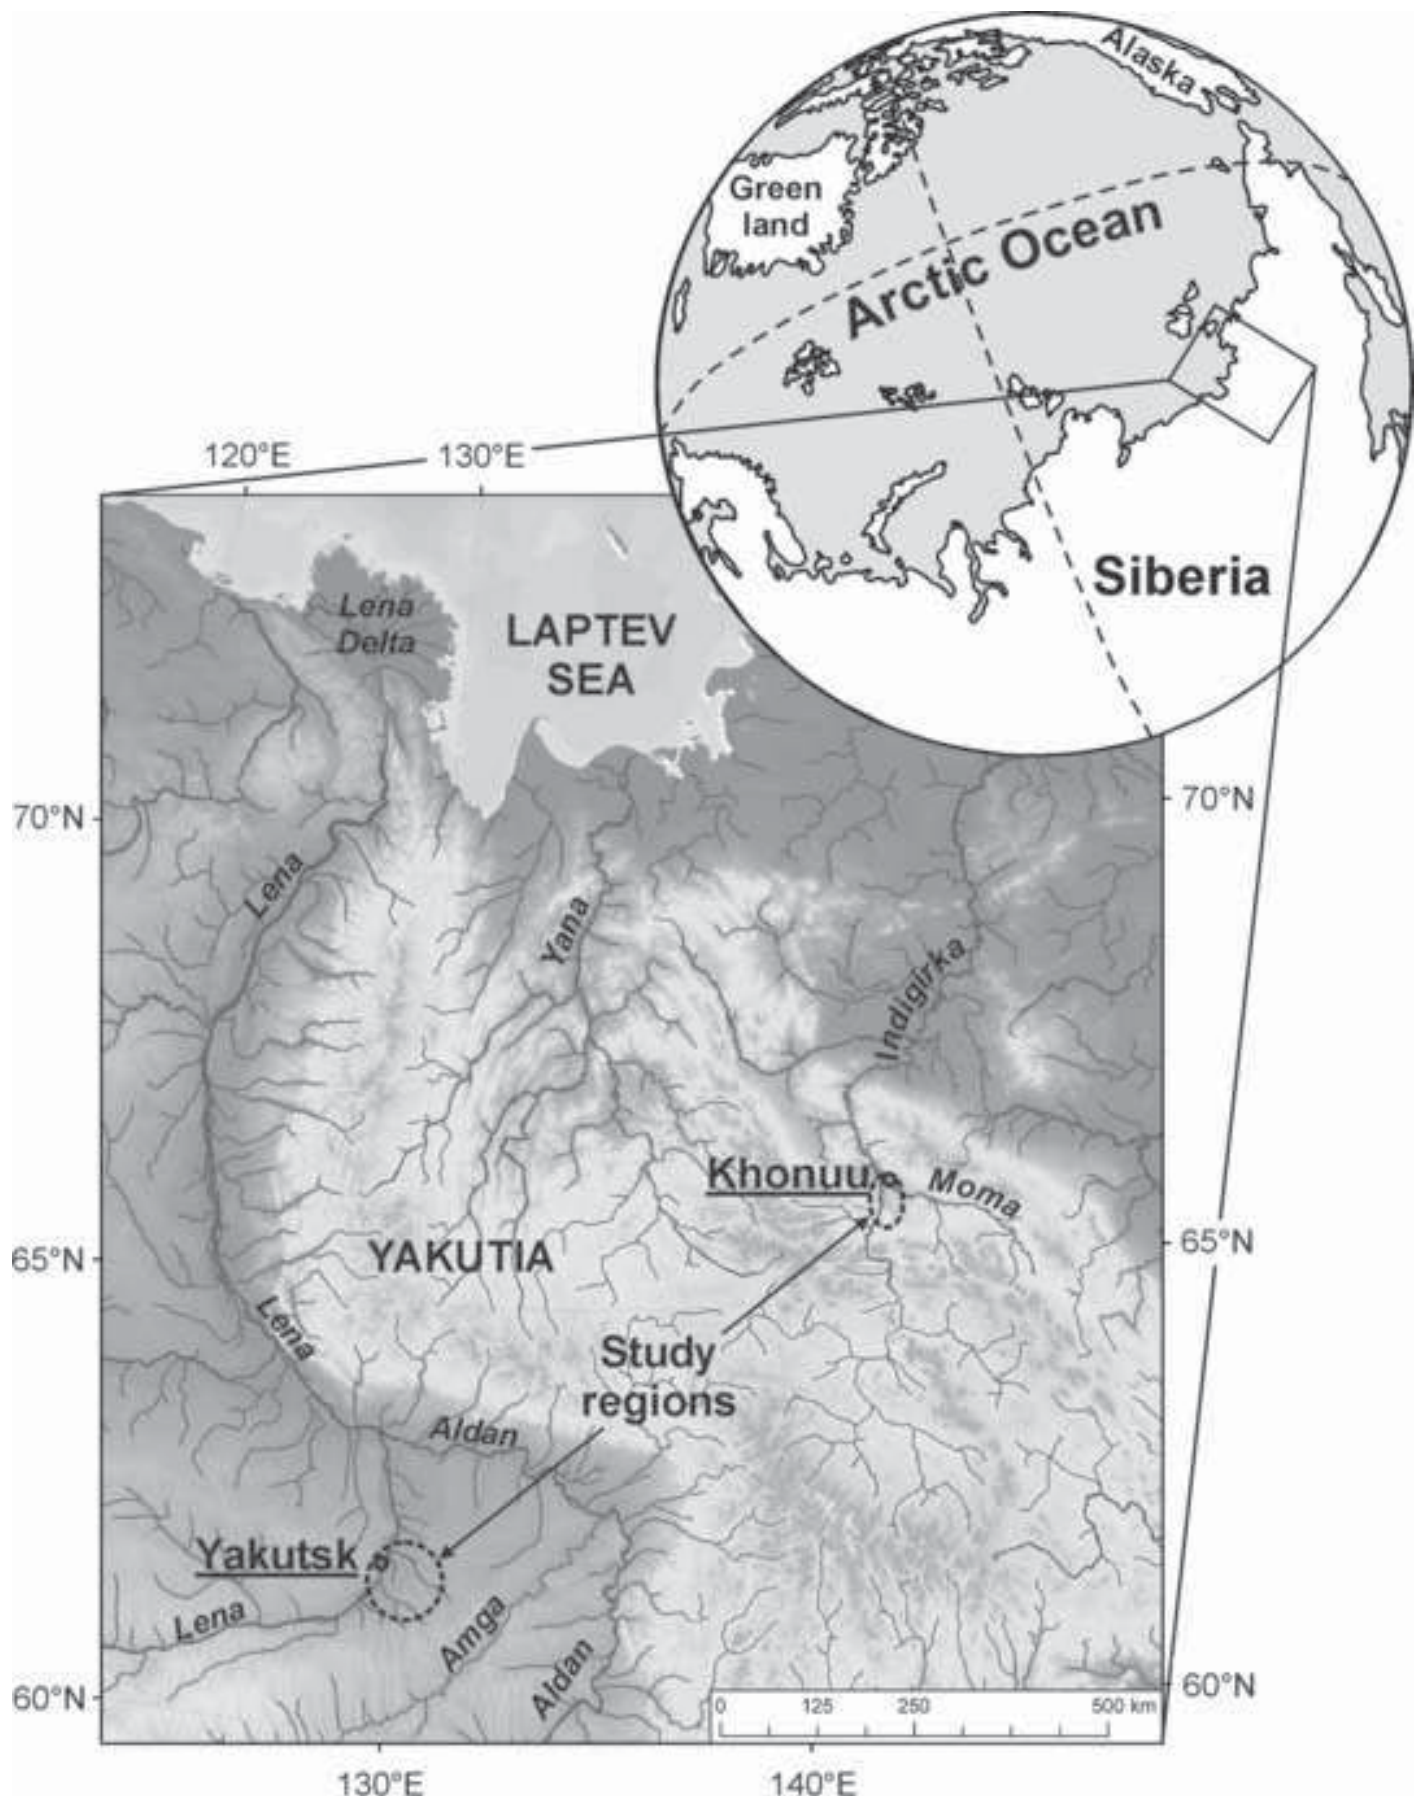 Alaska
Green
land
Arctic Ocean
Siberia
120°E
130°E
Lena
Delta
LAPTEV
SEA
70°N
70°N
Lena
Yana
Indigirka
Khonuu
Moma
65°N
65°N
YAKUTIA
Lena
Study
regions
Aldan
Yakutsk
Lena
Amga
Aldan
60°N
60°N
0 125 250 500 km
130°E
140°E